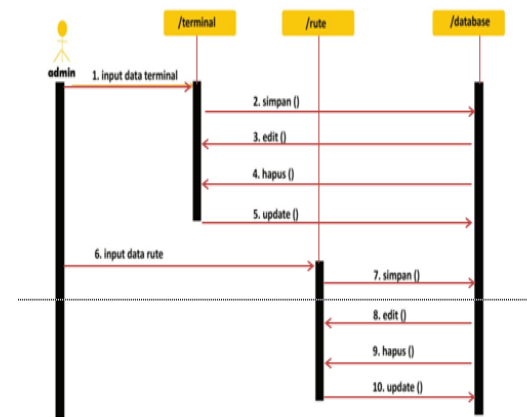 /terminal
/rute
/database
admin
1. input data terminal
2. simpan ()
3. edit ()
4. hapus ()
5. update ()
6. input data rute
7. simpan ()
8. edit ()
9. hapus ()
10. update ()